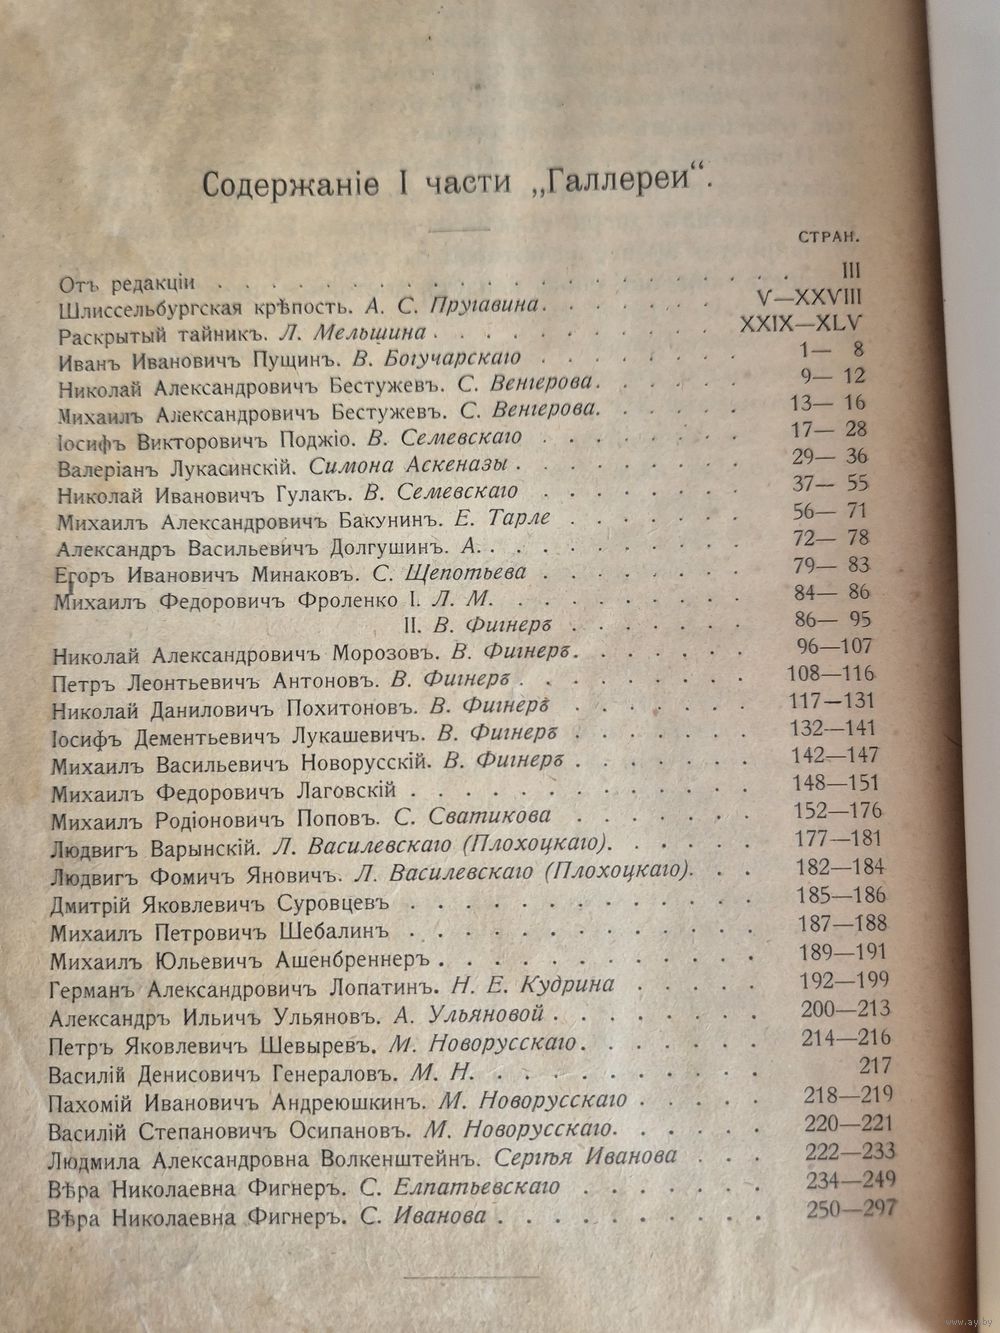 Содержаніе I части „Галлереи“.
СТРАН.
Отъ редакціи . . . . . . . . . . . . . . . . III
Шлиссельбургская крѣпость. А. С. Пругавина. . . . . . . . V—XXVIII
Раскрытый тайникъ. Л. Мельшина . . . . . . . . . . . XXIX—XLV
Иванъ Ивановичъ Пущинъ. В. Богучарскаго . . . . . . . 1— 8
Николай Александровичъ Бестужевъ. С. Венгерова. . . . . . 9— 12
Михаилъ Александровичъ Бестужевъ. С. Венгерова. . . . . . 13— 16
Іосифъ Викторовичъ Поджіо. В. Семевскаго . . . . . . . 17— 28
Валеріанъ Лукасинскій. Симона Аскеназы . . . . . . . . 29— 36
Николай Ивановичъ Гулакъ. В. Семевскаго . . . . . . . 37— 55
Михаилъ Александровичъ Бакунинъ. Е. Тарле . . . . . . . 56— 71
Александръ Васильевичъ Долгушинъ. А. . . . . . . . . . 72— 78
Егоръ Ивановичъ Минаковъ. С. Щепотьева . . . . . . . 79— 83
Михаилъ Федоровичъ Фроленко I. Л. М. . . . . . . . . 84— 86
II. В. Фигнеръ . . . . . . . 86— 95
Николай Александровичъ Морозовъ. В. Фигнеръ. . . . . . . 96—107
Петръ Леонтьевичъ Антоновъ. В. Фигнеръ . . . . . . . . 108—116
Николай Даниловичъ Похитоновъ. В. Фигнеръ . . . . . . . 117—131
Іосифъ Дементьевичъ Лукашевичъ. В. Фигнеръ . . . . . . . 132—141
Михаилъ Васильевичъ Новорусскій. В. Фигнеръ . . . . . . . 142—147
Михаилъ Федоровичъ Лаговскій . . . . . . . . . . . . . 148—151
Михаилъ Родіоновичъ Поповъ. С. Сватикова . . . . . . . 152—176
Людвигъ Варынскій. Л. Василевскаго (Плохоцкаго). . . . . . 177—181
Людвигъ Фомичъ Яновичъ. Л. Василевскаго (Плохоцкаго). . . 182—184
Дмитрій Яковлевичъ Суровцевъ . . . . . . . . . . . . . 185—186
Михаилъ Петровичъ Шебалинъ . . . . . . . . . . . . . 187—188
Михаилъ Юльевичъ Ашенбреннеръ . . . . . . . . . . . . 189—191
Германъ Александровичъ Лопатинъ. Н. Е. Кудрина . . . . . 192—199
Александръ Ильичъ Ульяновъ. А. Ульяновой . . . . . . . . 200—213
Петръ Яковлевичъ Шевыревъ. М. Новорусскаго. . . . . . . 214—216
Василій Денисовичъ Генераловъ. М. Н. . . . . . . . . . . 217
Пахомій Ивановичъ Андреюшкинъ. М. Новорусскаго . . . . . 218—219
Василій Степановичъ Осипановъ. М. Новорусскаго. . . . . . 220—221
Людмила Александровна Волкенштейнъ. Сергѣя Иванова . . . 222—233
Вѣра Николаевна Фигнеръ. С. Елпатьевскаго . . . . . . . 234—249
Вѣра Николаевна Фигнеръ. С. Иванова . . . . . . . . . . 250—297
www.ay.by